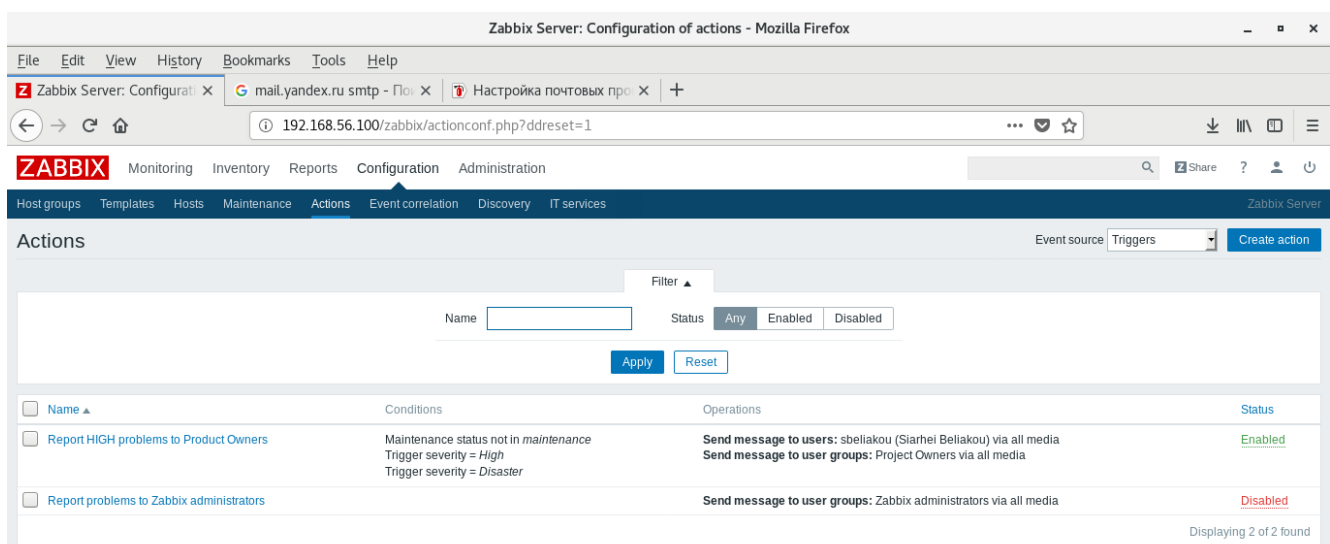 Zabbix Server: Configuration of actions - Mozilla Firefox
File Edit View History Bookmarks Tools Help
Z Zabbix Server: Configurati mail.yandex.ru smtp - По Настройка почтовых про
192.168.56.100/zabbix/actionconf.php?ddreset=1
ZABBIX Monitoring Inventory Reports Configuration Administration Z Share ?
Host groups Templates Hosts Maintenance Actions Event correlation Discovery IT services Zabbix Server
Actions Event source Triggers Create action
Filter ▲
Name Status Any Enabled Disabled
Apply Reset
Name ▲ Conditions Operations Status
Report HIGH problems to Product Owners Maintenance status not in maintenance Send message to users: sbeliakou (Siarhei Beliakou) via all media Enabled
Trigger severity = High Send message to user groups: Project Owners via all media
Trigger severity = Disaster
Report problems to Zabbix administrators Send message to user groups: Zabbix administrators via all media Disabled
Displaying 2 of 2 found